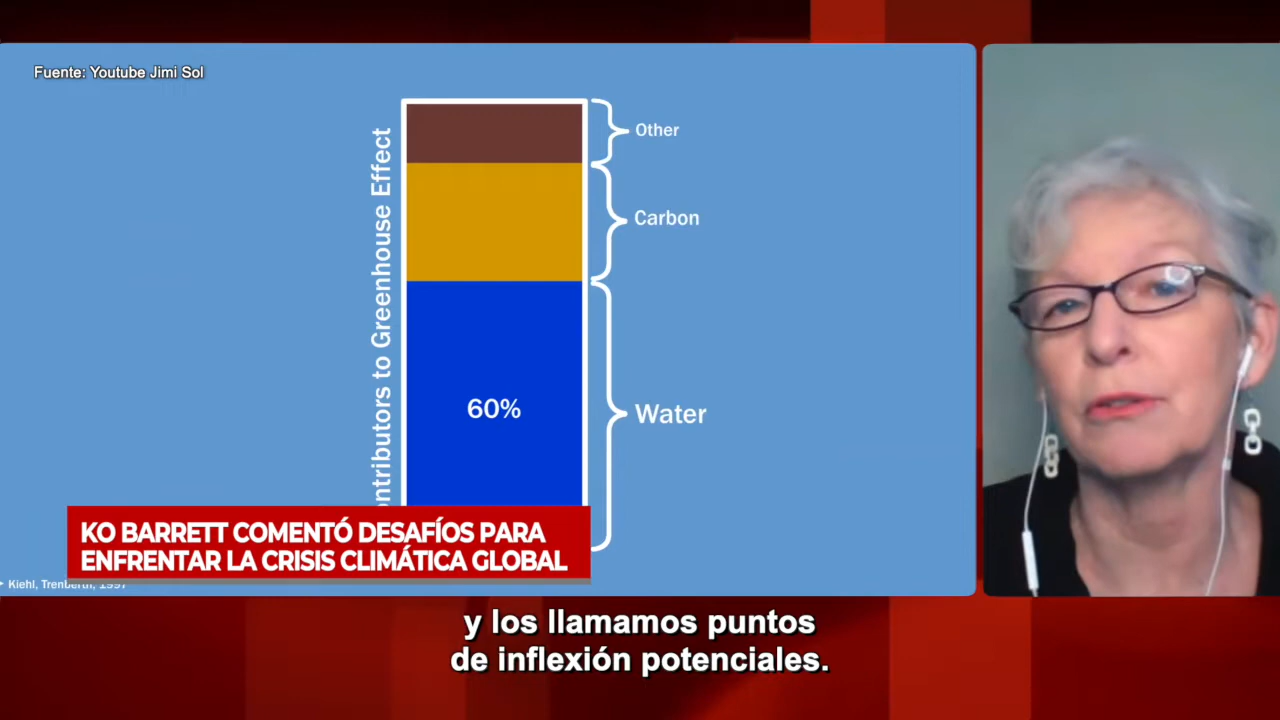 Fuente: Youtube Jimi Sol
Contributors to Greenhouse Effect
Other
Carbon
60%
Water
KO BARRETT COMENTÓ DESAFÍOS PARA
ENFRENTAR LA CRISIS CLIMÁTICA GLOBAL
Kiehl, Trenberth, 1997
y los llamamos puntos
de inflexión potenciales.